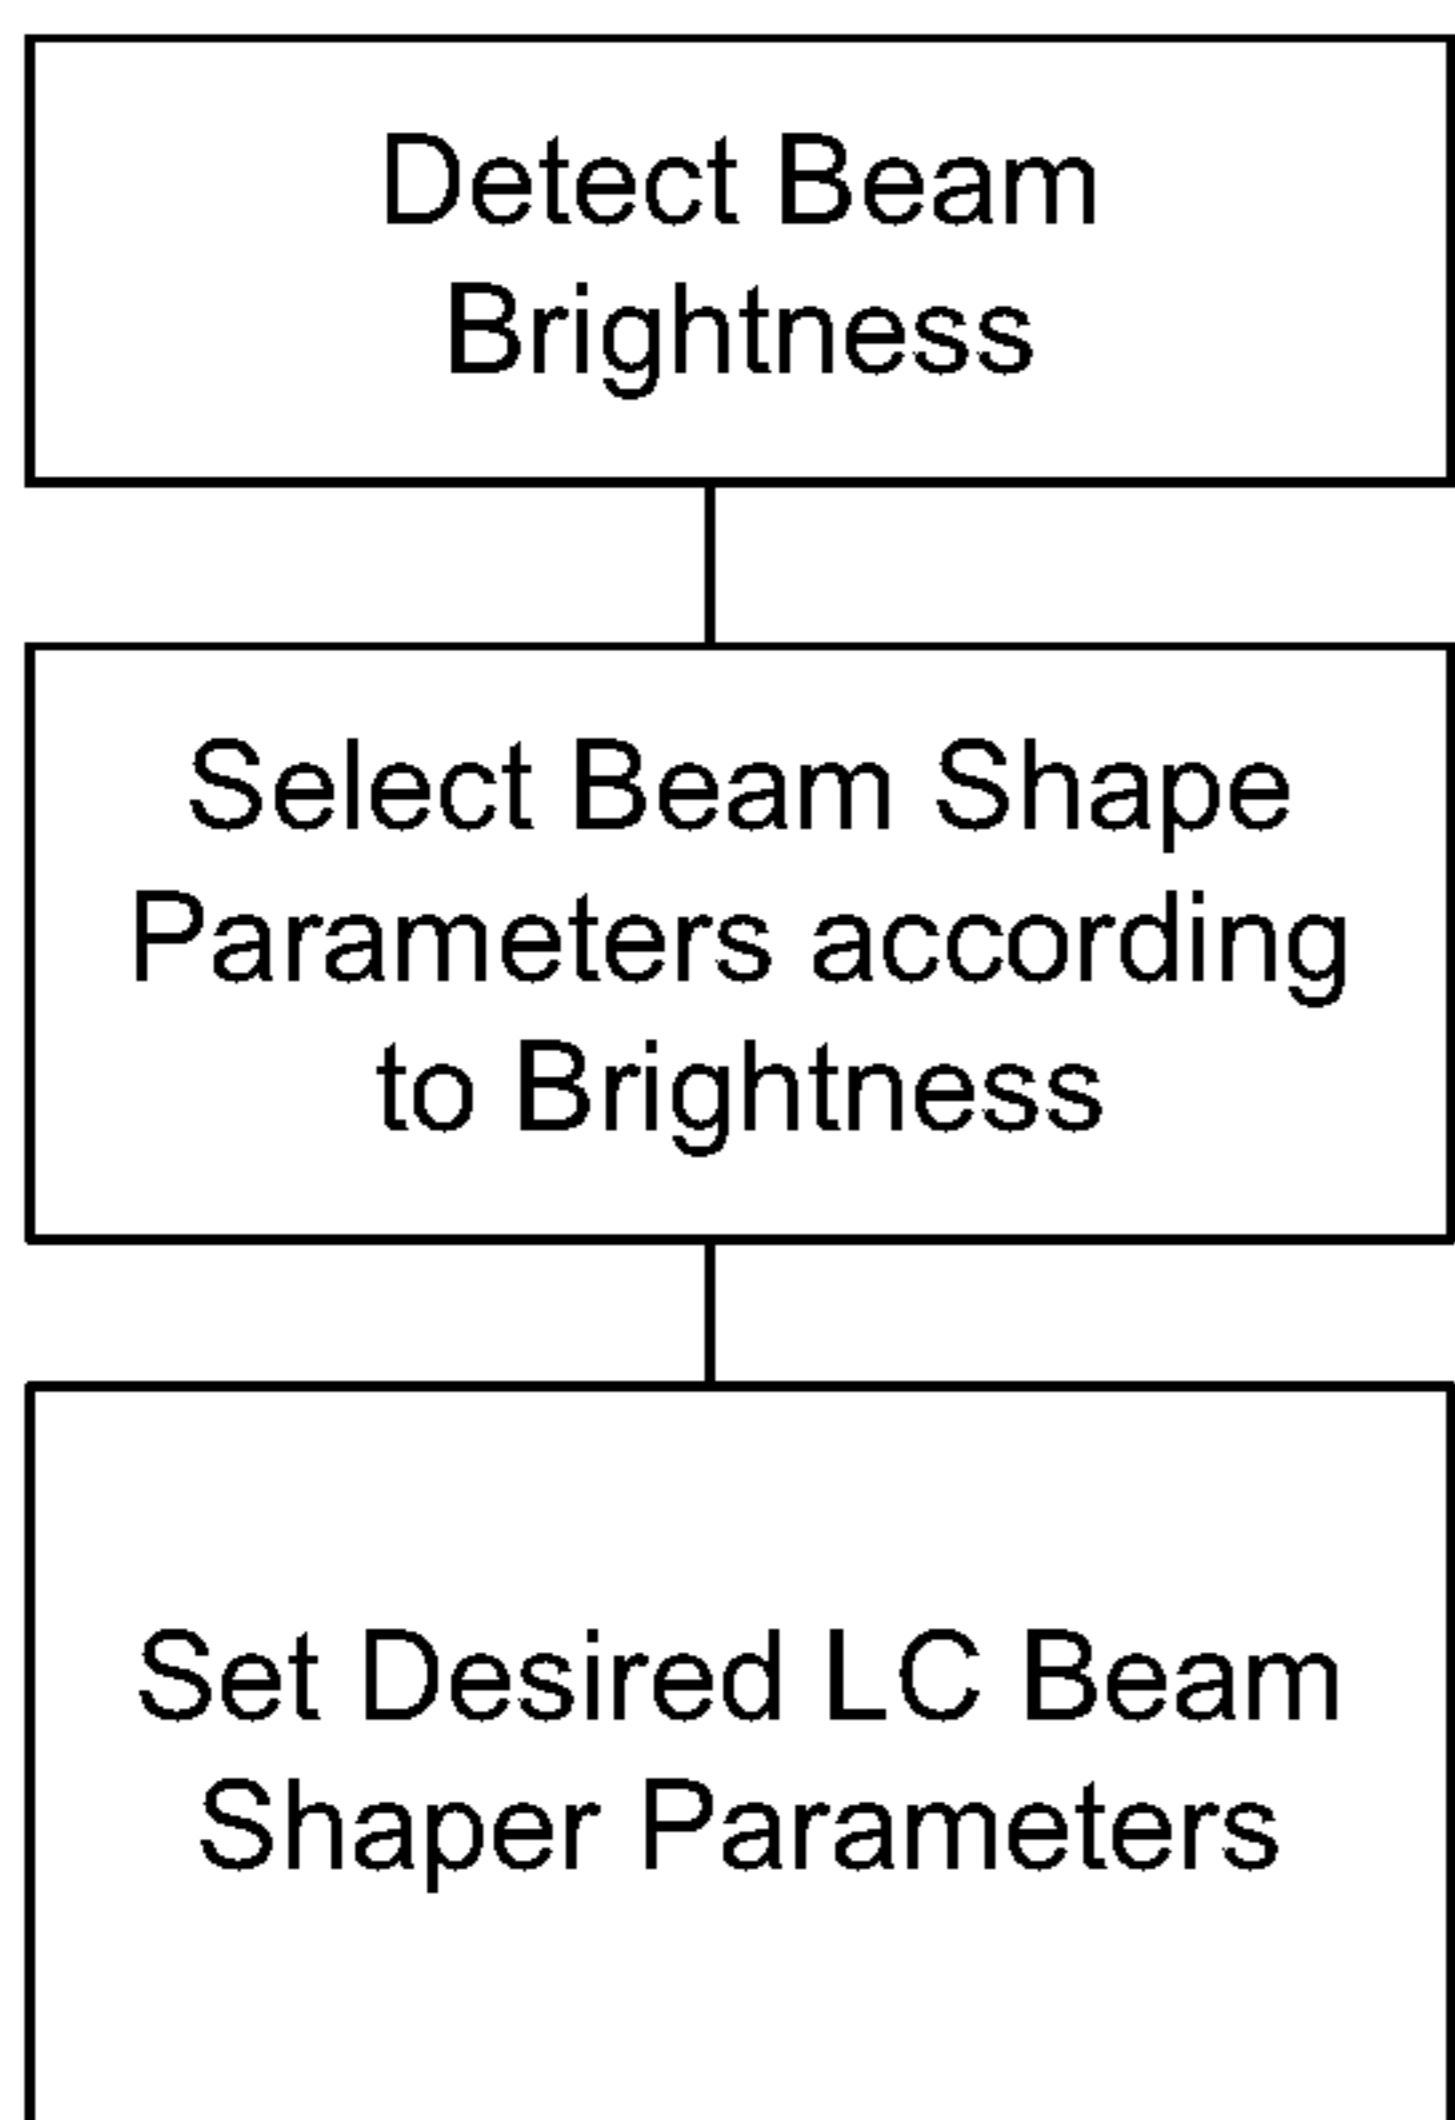 Detect Beam
Brightness
Select Beam Shape
Parameters according
to Brightness
Set Desired LC Beam
Shaper Parameters